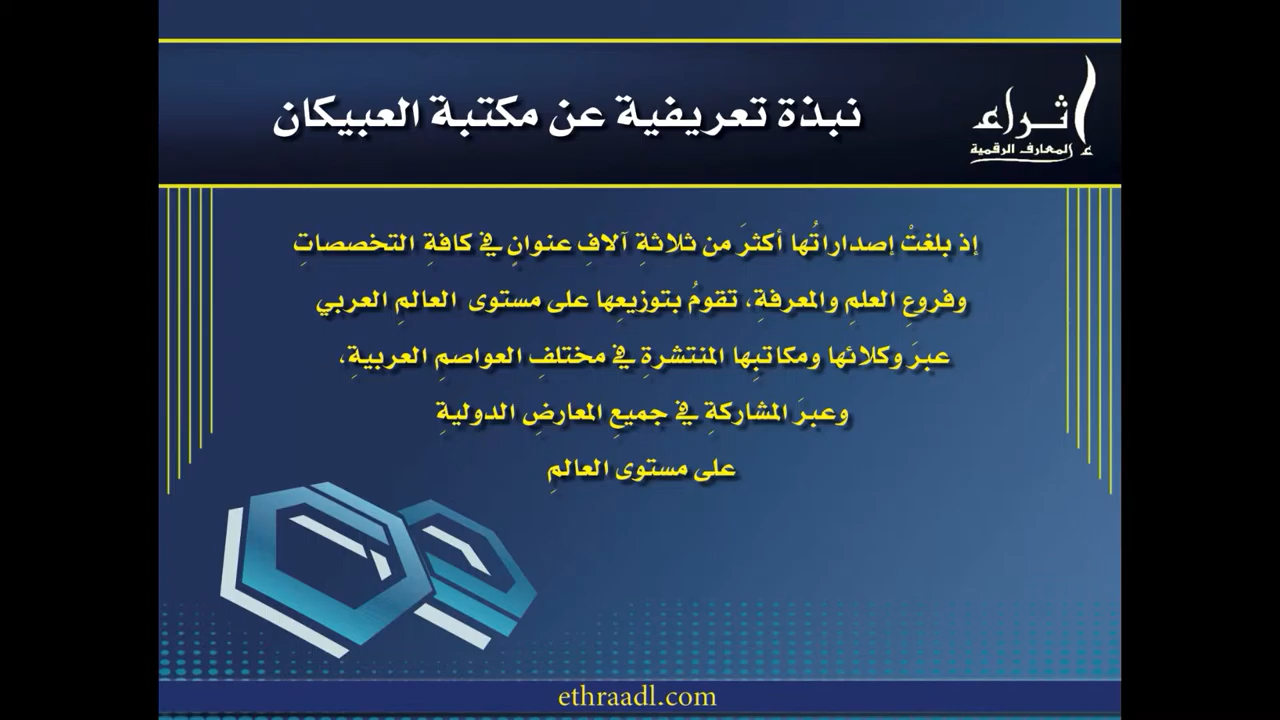 نبذة تعريفية عن مكتبة العبيكان
إثراء
المعارف الرقمية
إذ بلغتْ إصداراتُها أكثرَ من ثلاثةِ آلافِ عنوانٍ في كافةِ التخصصاتِ
وفروعِ العلمِ والمعرفةِ، تقومُ بتوزيعِها على مستوى العالمِ العربي
عبرَ وكلائها ومكاتبِها المنتشرةِ في مختلفِ العواصمِ العربيةِ،
وعبرَ المشاركةِ في جميعِ المعارضِ الدوليةِ
على مستوى العالمِ
ethraadl.com